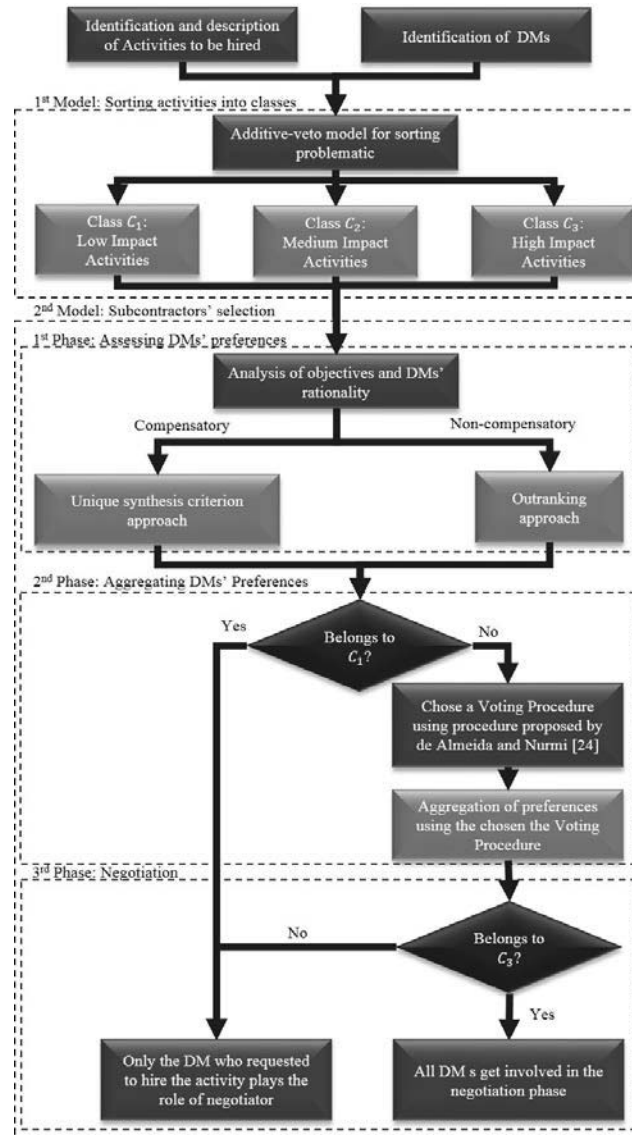 Identification and description
of Activities to be hired
Identification of DMs
1st Model: Sorting activities into classes
Additive-veto model for sorting
problematic
Class C1:
Low Impact
Activities
Class C2:
Medium Impact
Activities
Class C3:
High Impact
Activities
2nd Model: Subcontractors' selection
1st Phase: Assessing DMs' preferences
Analysis of objectives and DMs'
rationality
Compensatory
Non-compensatory
Unique synthesis criterion
approach
Outranking
approach
2nd Phase: Aggregating DMs' Preferences
Yes
Belongs to
C1?
No
Chose a Voting Procedure
using procedure proposed by
de Almeida and Nurmi [24]
Aggregation of preferences
using the chosen the Voting
Procedure
3rd Phase: Negotiation
No
Belongs to
C3?
Yes
Only the DM who requested
to hire the activity plays the
role of negotiator
All DM s get involved in the
negotiation phase